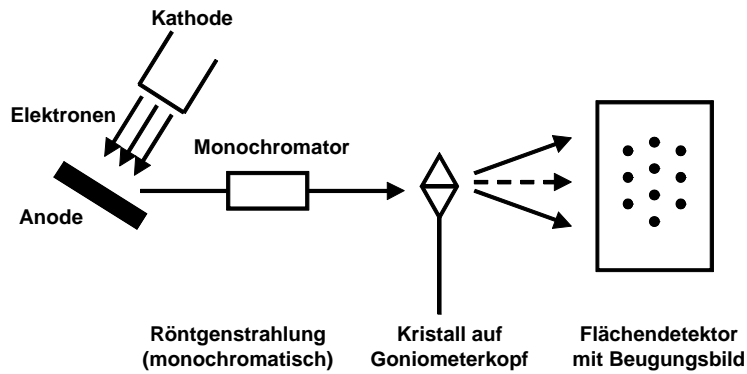 Kathode
Elektronen
Monochromator
Anode
Röntgenstrahlung
(monochromatisch)
Kristall auf
Goniometerkopf
Flächendetektor
mit Beugungsbild